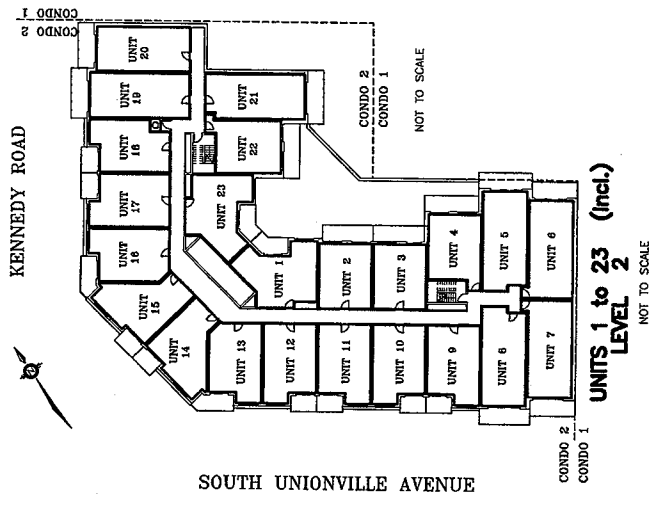 CONDO 1
CONDO 2
UNIT 20
UNIT 19
UNIT 21
UNIT 18
UNIT 22
UNIT 17
UNIT 23
UNIT 16
UNIT 15
UNIT 14
UNIT 1
UNIT 2
UNIT 3
UNIT 4
UNIT 5
UNIT 6
UNIT 13
UNIT 12
UNIT 11
UNIT 10
UNIT 9
UNIT 6
UNIT 7
CONDO 2
CONDO 1
NOT TO SCALE
KENNEDY ROAD
UNITS 1 to 23 (Incl.)
LEVEL 2
NOT TO SCALE
CONDO 2
CONDO 1
SOUTH UNIONVILLE AVENUE